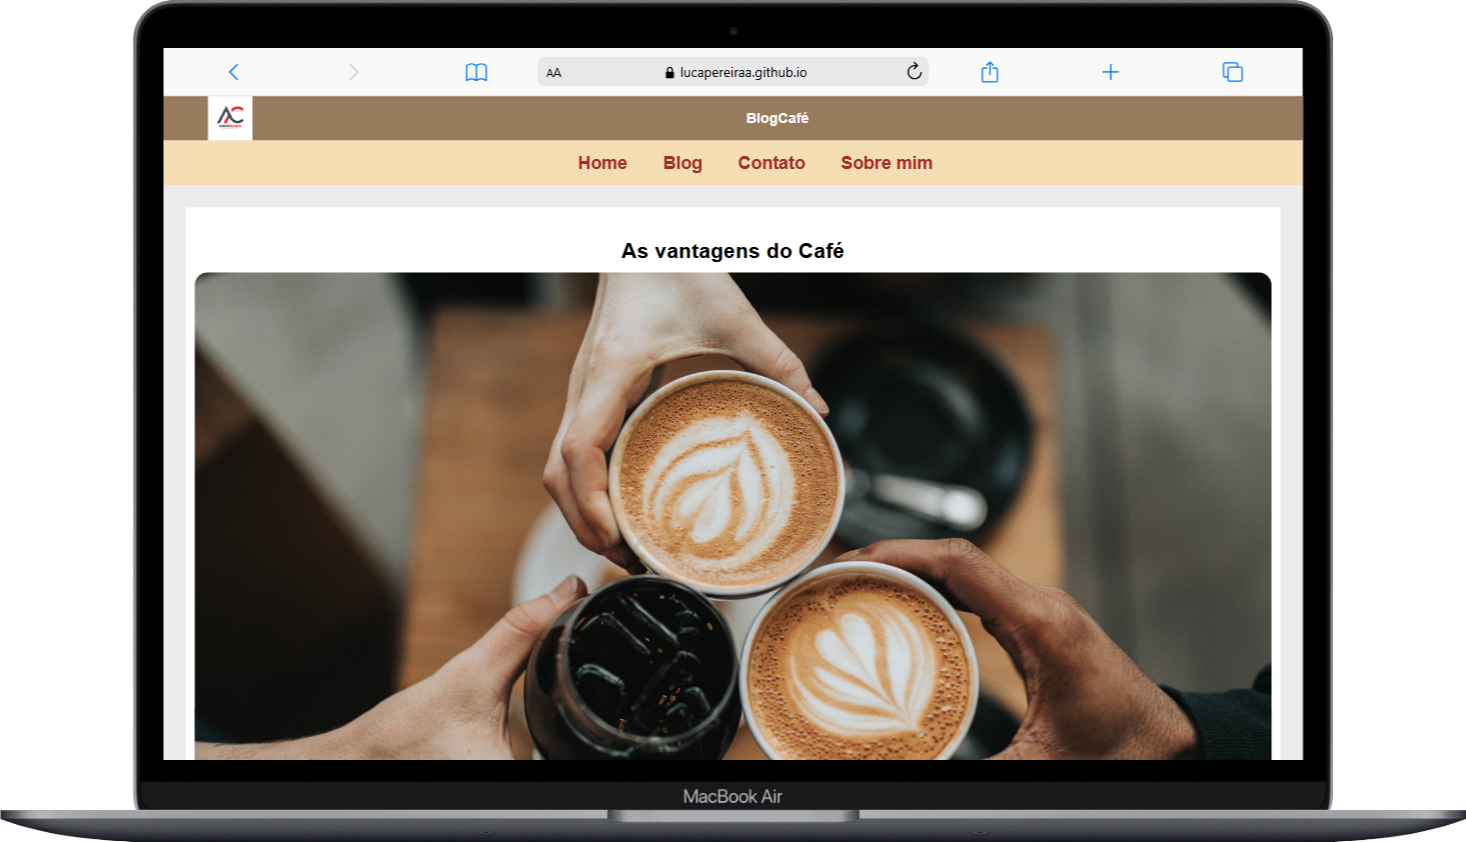 AA lucapereiraa.github.io
AC
BlogCafé
Home Blog Contato Sobre mim
As vantagens do Café
MacBook Air